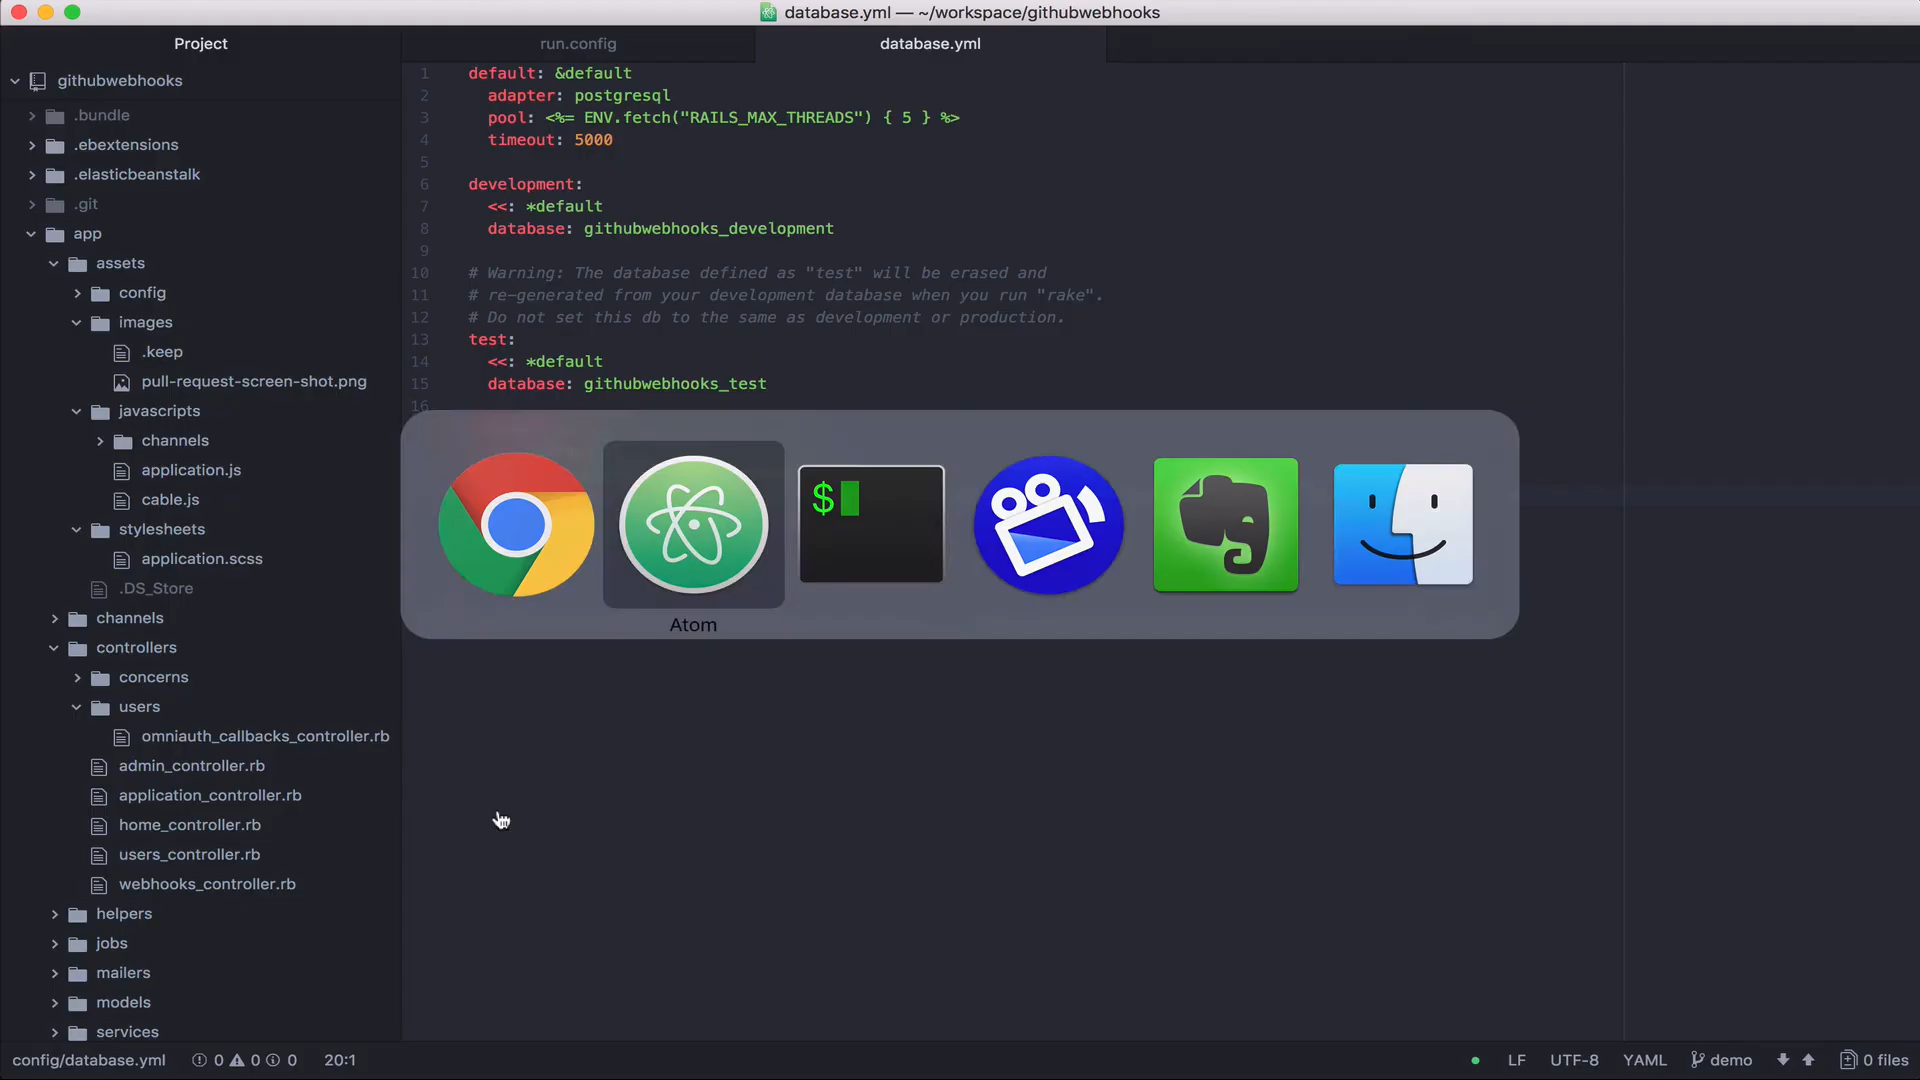 database.yml — ~/workspace/githubwebhooks
Project
run.config
database.yml
githubwebhooks
.bundle
.ebextensions
.elasticbeanstalk
.git
app
assets
config
images
.keep
pull-request-screen-shot.png
javascripts
channels
application.js
cable.js
stylesheets
application.scss
.DS_Store
channels
controllers
concerns
users
omniauth_callbacks_controller.rb
admin_controller.rb
application_controller.rb
home_controller.rb
users_controller.rb
webhooks_controller.rb
helpers
jobs
mailers
models
services
1 default: &default
2 adapter: postgresql
3 pool: <%= ENV.fetch("RAILS_MAX_THREADS") { 5 } %>
4 timeout: 5000
5
6 development:
7 <<: *default
8 database: githubwebhooks_development
9
10 # Warning: The database defined as "test" will be erased and
11 # re-generated from your development database when you run "rake".
12 # Do not set this db to the same as development or production.
13 test:
14 <<: *default
15 database: githubwebhooks_test
16
$
Atom
config/database.yml 0 0 0 20:1
LF UTF-8 YAML demo 0 files